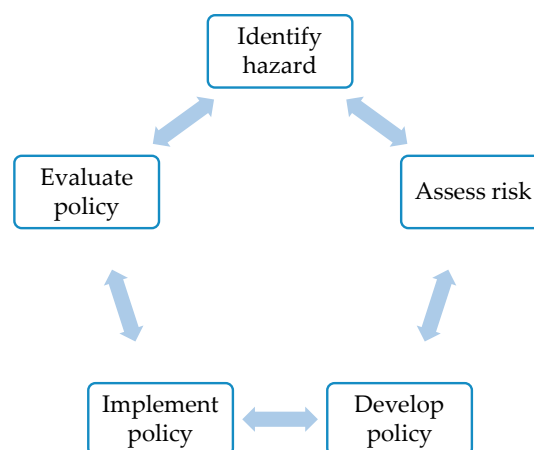 Identify
hazard
Evaluate
policy
Assess risk
Implement
policy
Develop
policy